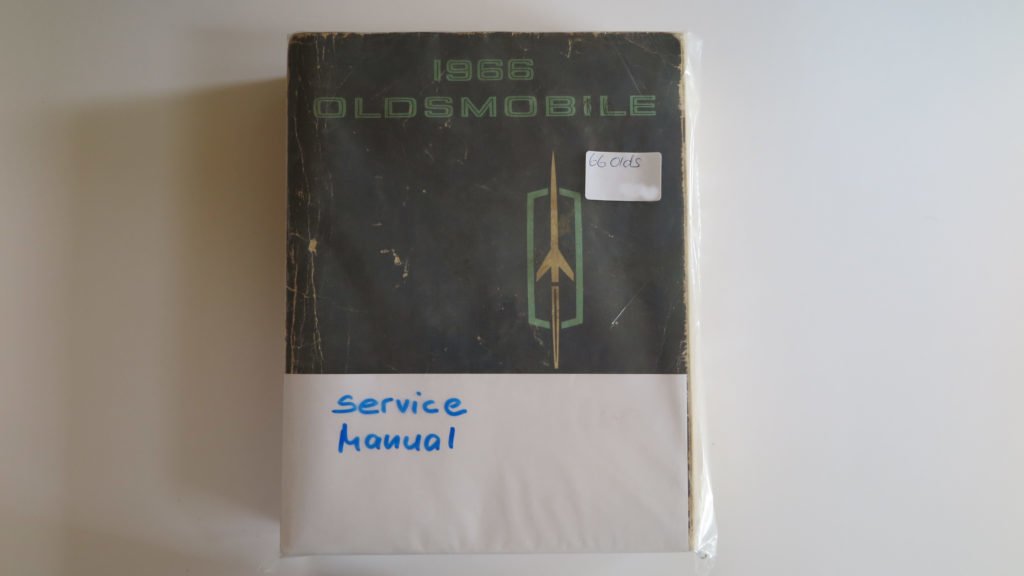 1966
OLDSMOBILE
66 Olds
Service
Manual